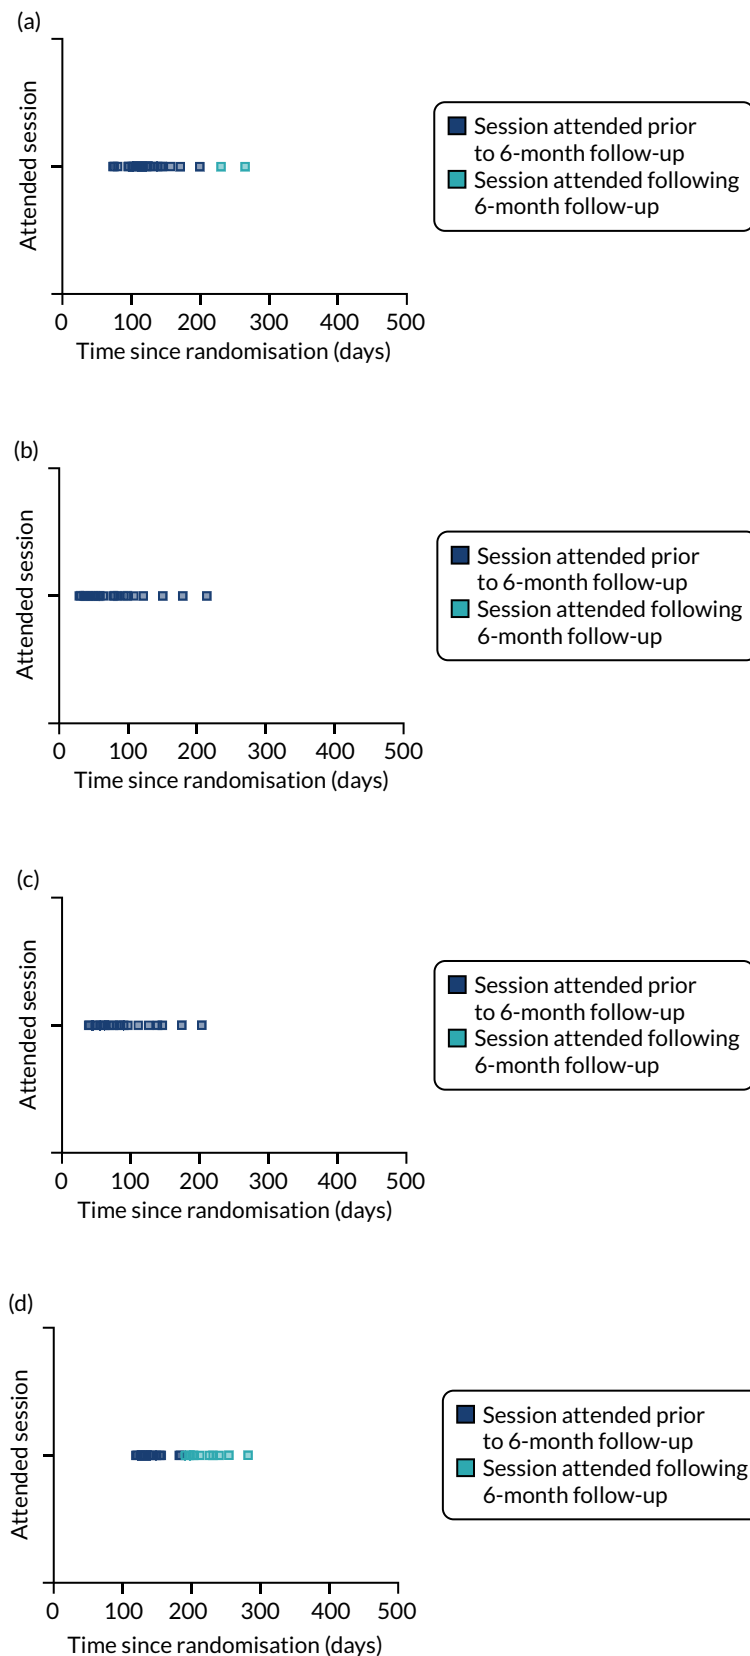 (a)
Attended session
Session attended prior
to 6-month follow-up
Session attended following
6-month follow-up
0 100 200 300 400 500
Time since randomisation (days)
(b)
Attended session
Session attended prior
to 6-month follow-up
Session attended following
6-month follow-up
0 100 200 300 400 500
Time since randomisation (days)
(c)
Attended session
Session attended prior
to 6-month follow-up
Session attended following
6-month follow-up
0 100 200 300 400 500
Time since randomisation (days)
(d)
Attended session
Session attended prior
to 6-month follow-up
Session attended following
6-month follow-up
0 100 200 300 400 500
Time since randomisation (days)